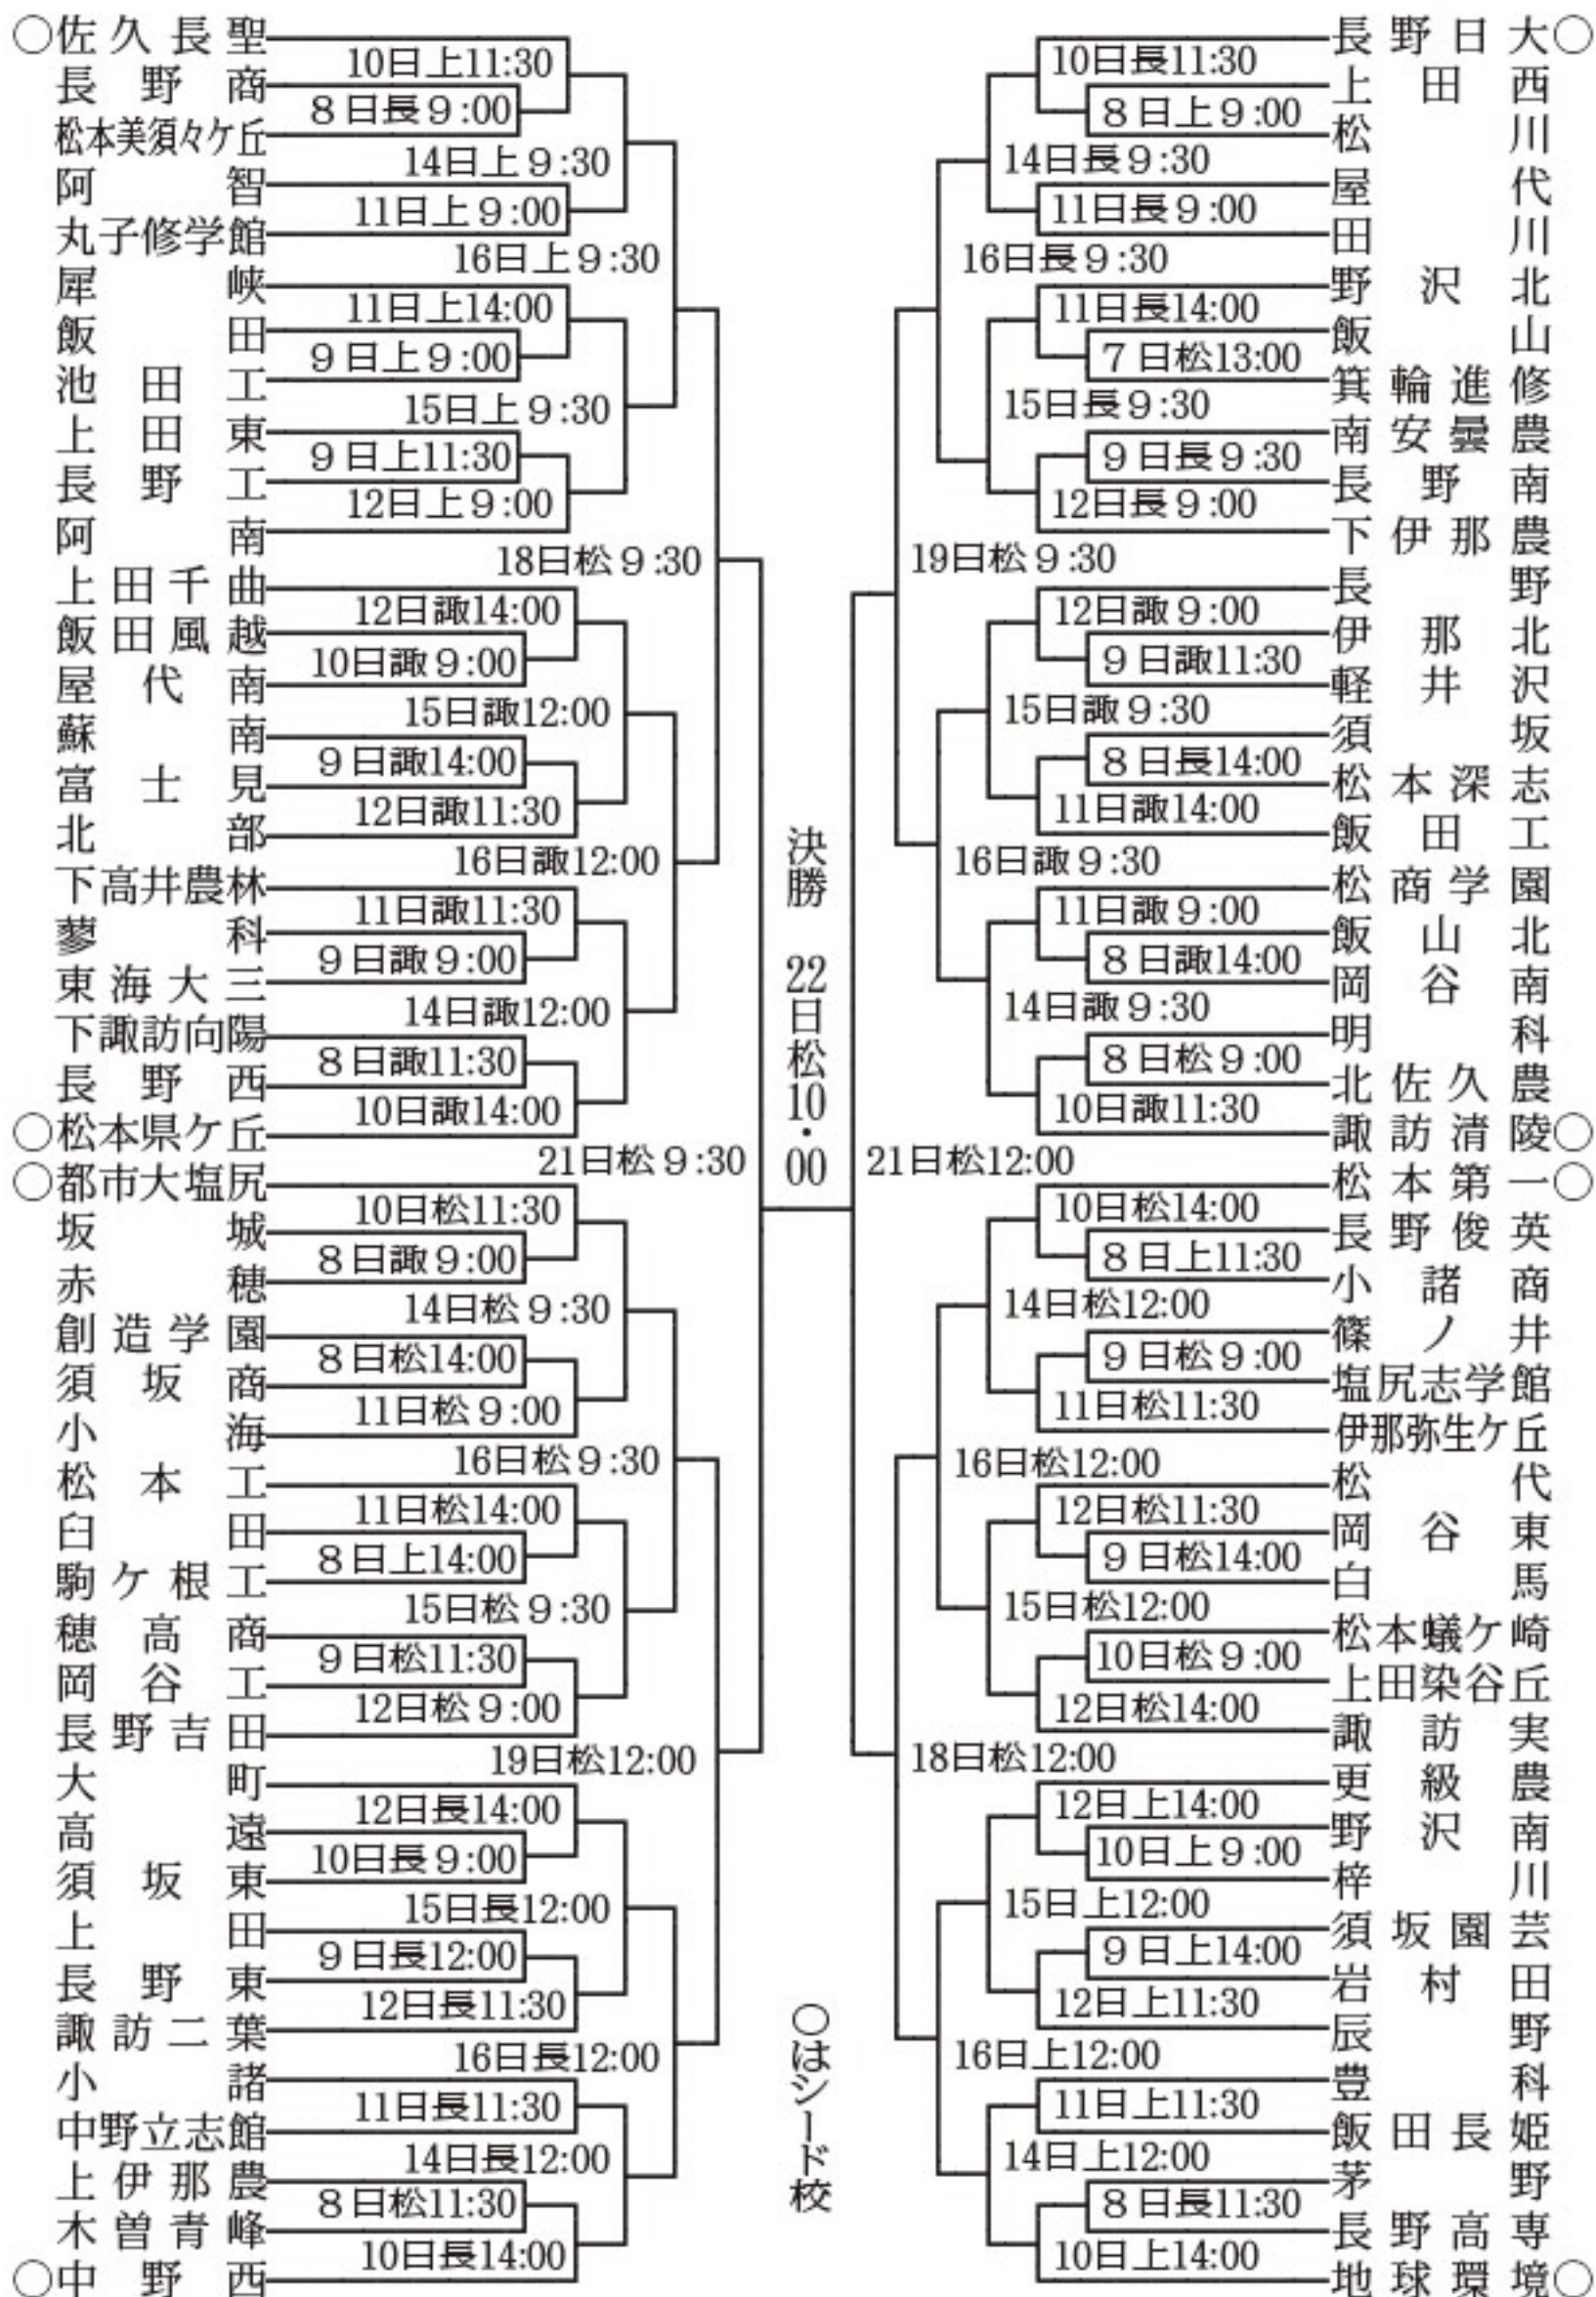 ○佐久長聖
10日上11:30
長野商
8日長9:00
松本美須々ケ丘
14日上9:30
阿智
11日上9:00
丸子修学館
16日上9:30
犀峡
11日上14:00
飯田
9日上9:00
池田工
15日上9:30
上田東
9日上11:30
長野工
12日上9:00
阿南
18日松9:30
上田千曲
12日諏14:00
飯田風越
10日諏9:00
屋代南
15日諏12:00
蘇南
9日諏14:00
富士見
12日諏11:30
北部
16日諏12:00
下高井農林
11日諏11:30
蓼科
9日諏9:00
東海大三
14日諏12:00
下諏訪向陽
8日諏11:30
長野西
10日諏14:00
○松本県ケ丘
21日松9:30
○都市大塩尻
10日松11:30
坂城
8日諏9:00
赤穂
14日松9:30
創造学園
8日松14:00
須坂商
11日松9:00
小海
16日松9:30
松本工
11日松14:00
臼田
8日上14:00
駒ケ根工
15日松9:30
穂高商
9日松11:30
岡谷工
12日松9:00
長野吉田
19日松12:00
大町
12日長14:00
高遠
10日長9:00
須坂東
15日長12:00
上田
9日長12:00
長野東
12日長11:30
諏訪二葉
16日長12:00
小諸
11日長11:30
中野立志館
14日長12:00
上伊那農
8日松11:30
木曽青峰
10日長14:00
○中野西
決勝 22日松10・00
○はシード校
長野日大○
10日長11:30
上田西
8日上9:00
松川
14日長9:30
屋代
11日長9:00
田川
16日長9:30
野沢北
11日長14:00
飯山
7日松13:00
箕輪進修
15日長9:30
南安曇農
9日長9:30
長野南
12日長9:00
下伊那農
19日松9:30
長野
12日諏9:00
伊那北
9日諏11:30
軽井沢
15日諏9:30
須坂
8日長14:00
松本深志
11日諏14:00
飯田工
16日諏9:30
松商学園
11日諏9:00
飯山北
8日諏14:00
岡谷南
14日諏9:30
明科
8日松9:00
北佐久農
10日諏11:30
諏訪清陵○
21日松12:00
松本第一○
10日松14:00
長野俊英
8日上11:30
小諸商
14日松12:00
篠ノ井
9日松9:00
塩尻志学館
11日松11:30
伊那弥生ケ丘
16日松12:00
松代
12日松11:30
岡谷東
9日松14:00
白馬
15日松12:00
松本蟻ケ崎
10日松9:00
上田染谷丘
12日松14:00
諏訪実
18日松12:00
更級農
12日上14:00
野沢南
10日上9:00
梓川
15日上12:00
須坂園芸
9日上14:00
岩村田
12日上11:30
辰野
16日上12:00
豊科
11日上11:30
飯田長姫
14日上12:00
茅野
8日長11:30
長野高専
10日上14:00
地球環境○